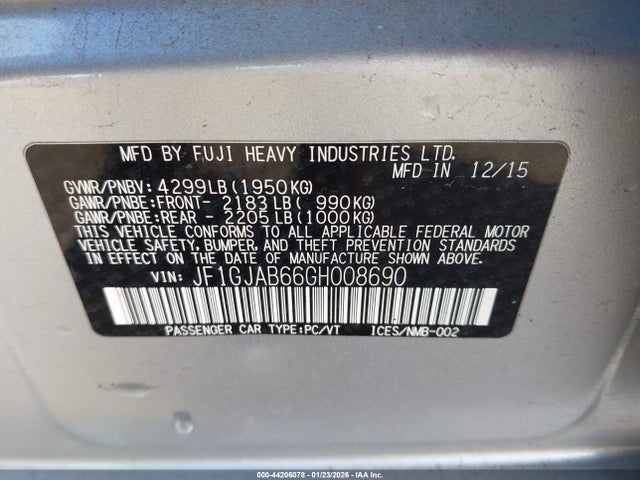 MFD BY FUJI HEAVY INDUSTRIES LTD.
MFD IN 12/15
GVWR/PNBV: 4299LB(1950KG)
GAWR/PNBE:FRONT- 2183LB( 990KG)
GAWR/PNBE:REAR - 2205LB(1000KG)
THIS VEHICLE CONFORMS TO ALL APPLICABLE FEDERAL MOTOR
VEHICLE SAFETY, BUMPER, AND THEFT PREVENTION STANDARDS
IN EFFECT ON THE DATE OF MANUFACTURE SHOWN ABOVE.
VIN: JF1GJAB66GH008690
PASSENGER CAR TYPE:PC/VT ICES/NMB-002
000-44206078 - 01/23/2026 - IAA Inc.